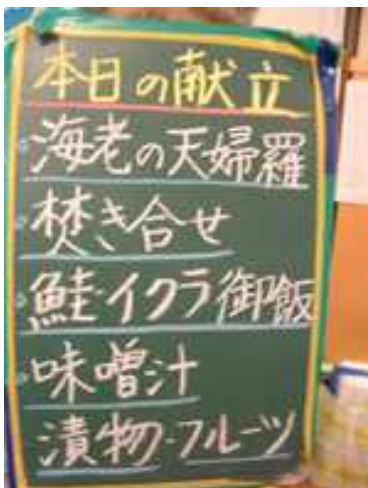 本日の献立
海老の天婦羅
焚き合せ
鮭・イクラ御飯
味噌汁
漬物・フルーツ